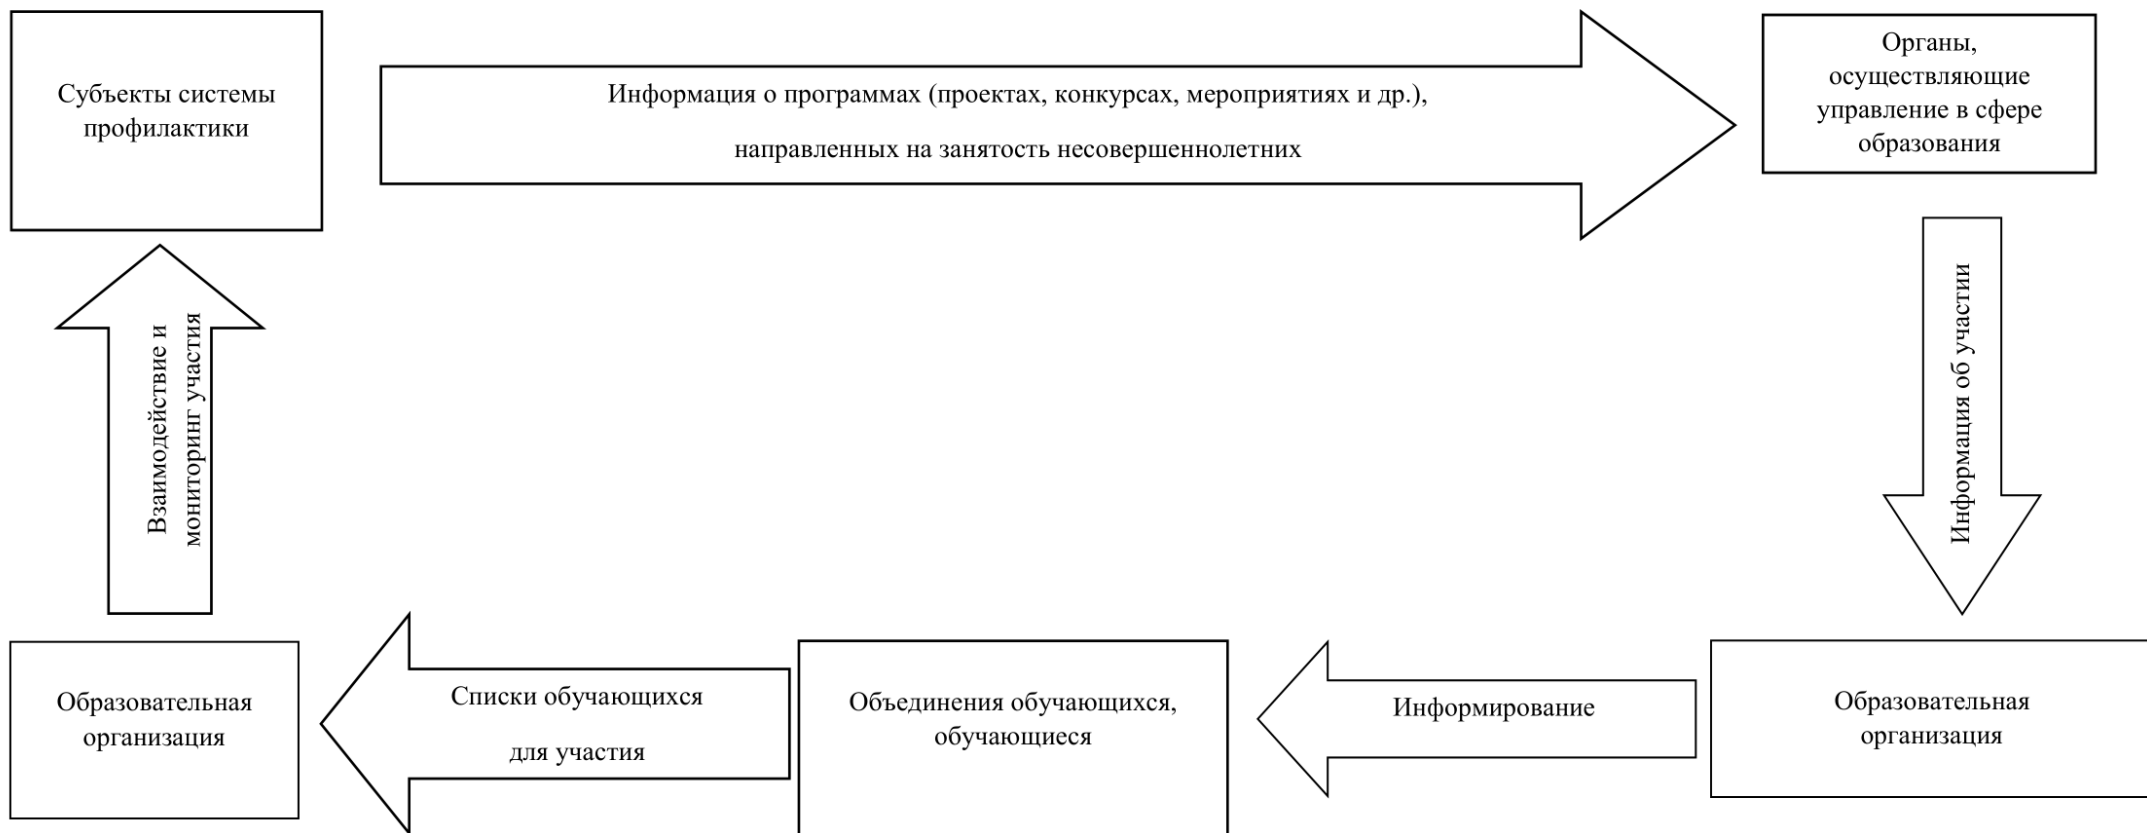 Субъекты системы
профилактики
Информация о программах (проектах, конкурсах, мероприятиях и др.),
направленных на занятость несовершеннолетних
Органы,
осуществляющие
управление в сфере
образования
Взаимодействие и
мониторинг участия
Информация об участии
Образовательная
организация
Списки обучающихся
для участия
Объединения обучающихся,
обучающиеся
Информирование
Образовательная
организация